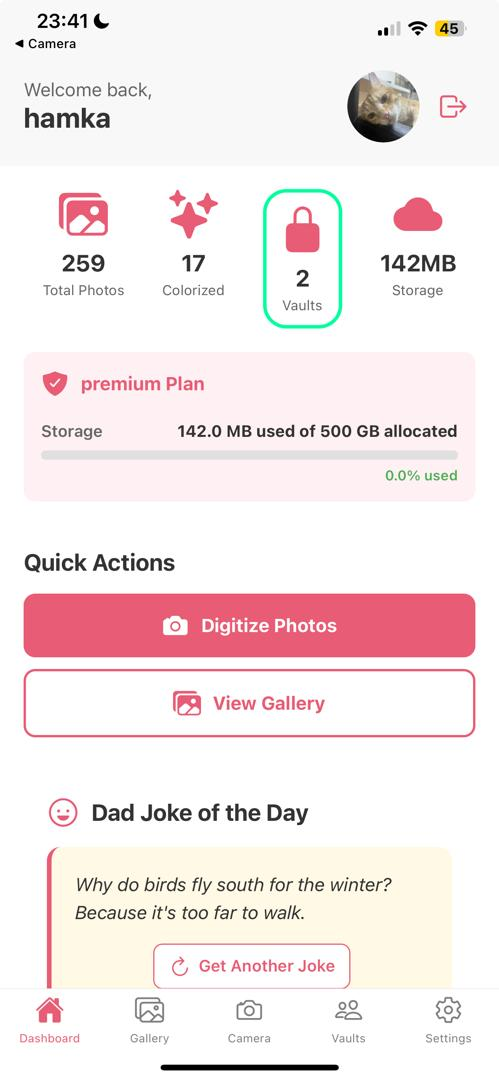 23:41
45
◀ Camera
Welcome back,
hamka
259
Total Photos
17
Colorized
2
Vaults
142MB
Storage
premium Plan
Storage 142.0 MB used of 500 GB allocated
0.0% used
Quick Actions
Digitize Photos
View Gallery
Dad Joke of the Day
Why do birds fly south for the winter?
Because it's too far to walk.
Get Another Joke
Dashboard
Gallery
Camera
Vaults
Settings